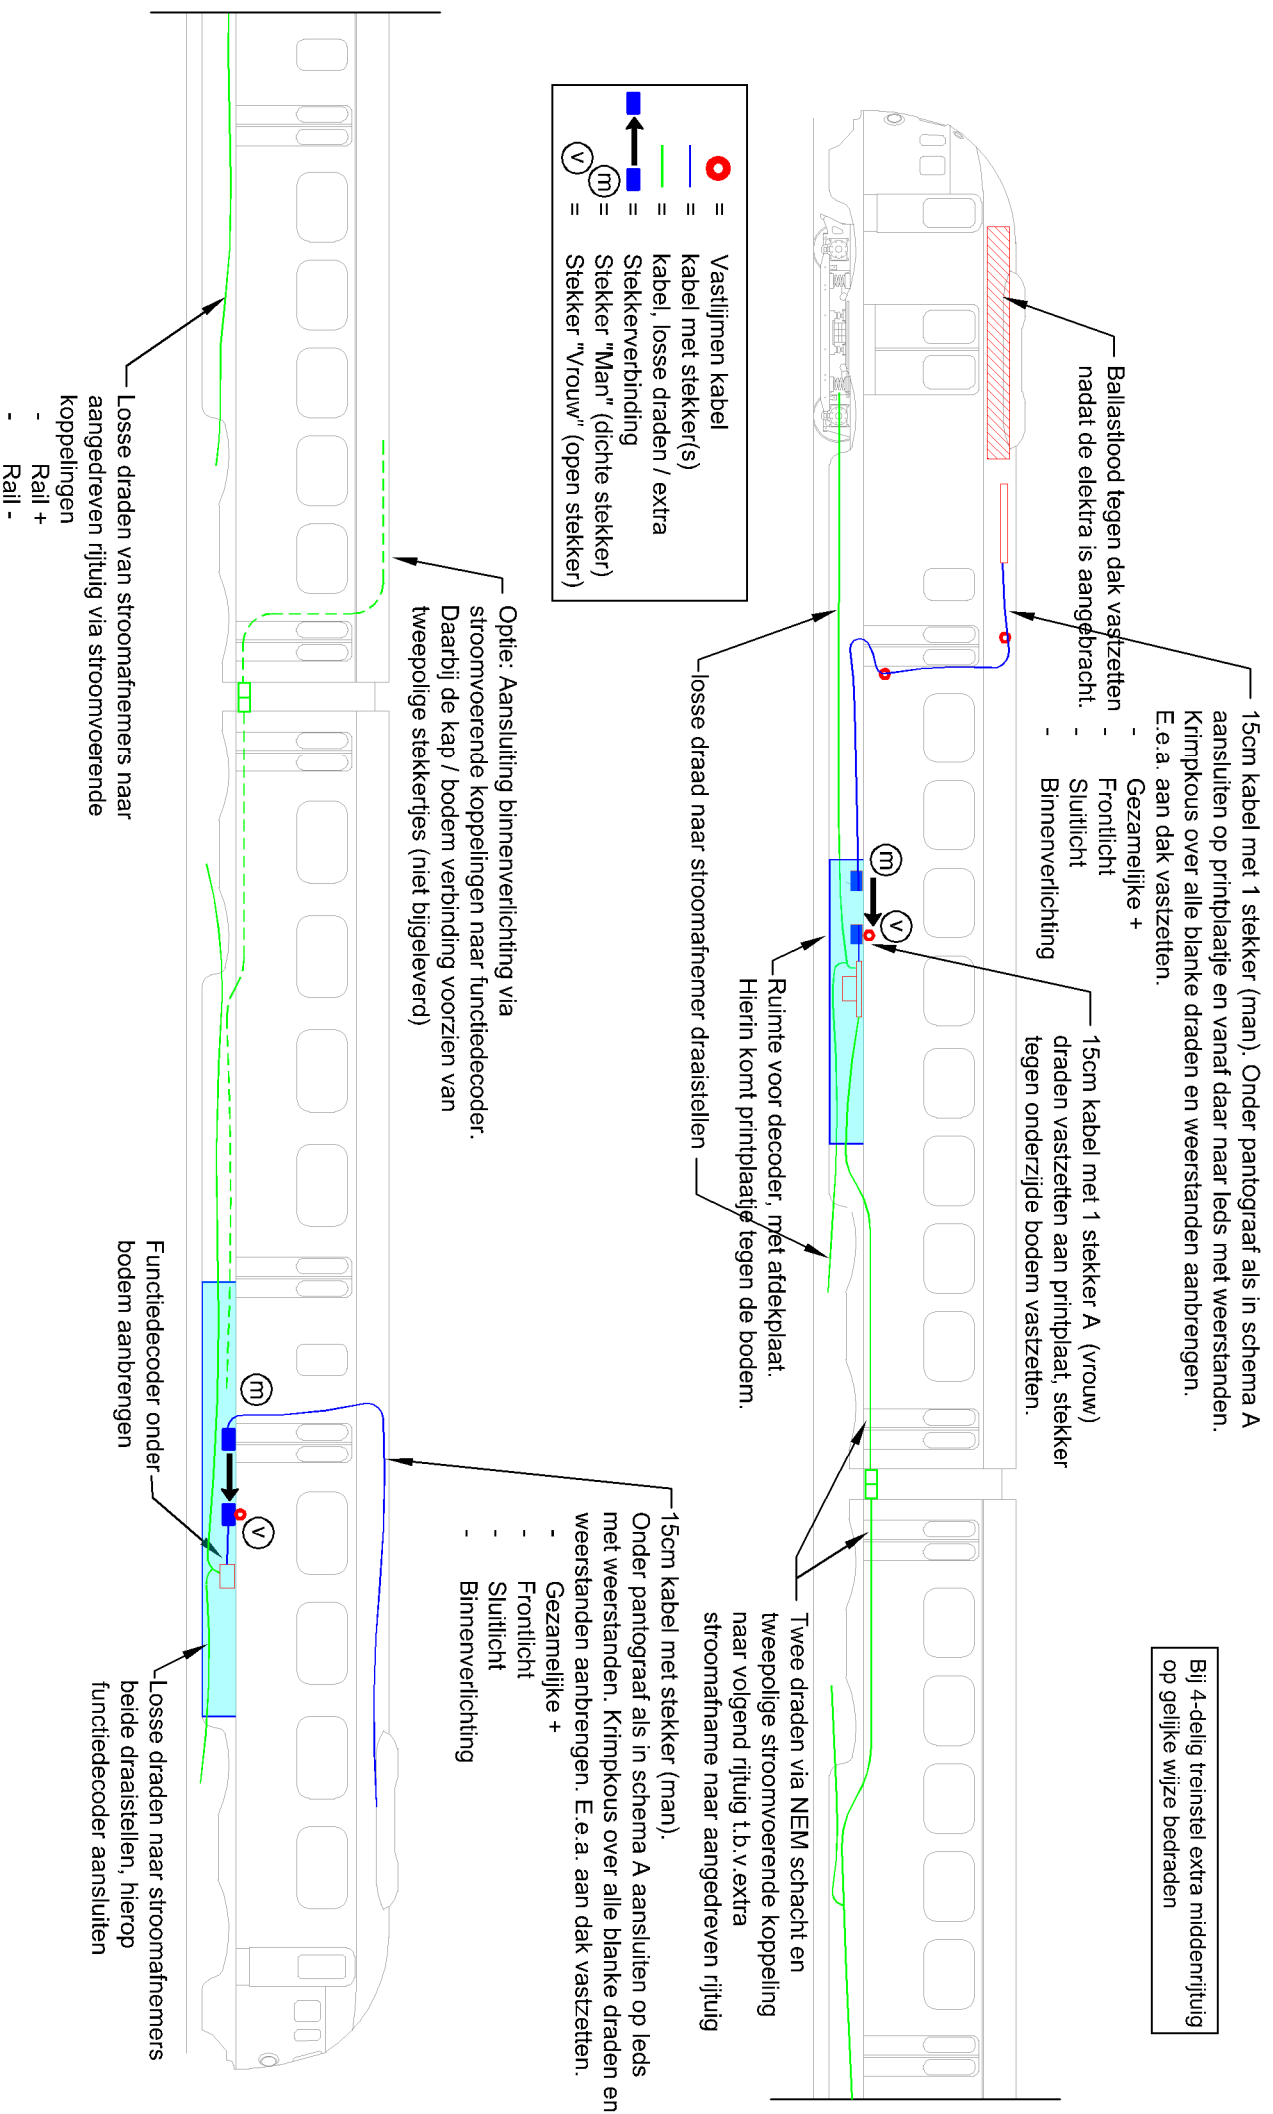 15cm kabel met 1 stekker (man). Onder pantograaf als in schema A
aansluiten op printplaatje en vanaf daar naar leds met weerstanden.
Krimpkous over alle blanke draden en weerstanden aanbrengen.
E.e.a. aan dak vastzetten.
- Gezamelijke +
- Frontlicht
- Sluitlicht
- Binnenverlichting
Bij 4-delig treinstel extra middenrijtuig
op gelijke wijze bedraden
Ballastlood tegen dak vastzetten
nadat de elektra is aangebracht.
15cm kabel met 1 stekker A (vrouw)
draden vastzetten aan printplaat, stekker
tegen onderzijde bodem vastzetten.
m
v
Ruimte voor decoder, met afdekplaat.
Hierin komt printplaatje tegen de bodem.
losse draad naar stroomafnemer draaistellen
Twee draden via NEM schacht en
tweepolige stroomvoerende koppeling
naar volgend rijtuig t.b.v.extra
stroomafname naar aangedreven rijtuig
= Vastlijmen kabel
= kabel met stekker(s)
= kabel, losse draden / extra
= Stekkerverbinding
m = Stekker "Man" (dichte stekker)
v = Stekker "Vrouw" (open stekker)
Optie: Aansluiting binnenverlichting via
stroomvoerende koppelingen naar functiedecoder.
Daarbij de kap / bodem verbinding voorzien van
tweepolige stekkertjes (niet bijgeleverd)
15cm kabel met stekker (man).
Onder pantograaf als in schema A aansluiten op leds
met weerstanden. Krimpkous over alle blanke draden en
weerstanden aanbrengen. E.e.a. aan dak vastzetten.
- Gezamelijke +
- Frontlicht
- Sluitlicht
- Binnenverlichting
m
v
Losse draden van stroomafnemers naar
aangedreven rijtuig via stroomvoerende
koppelingen
- Rail +
- Rail -
Functiedecoder onder
bodem aanbrengen
Losse draden naar stroomafnemers
beide draaistellen, hierop
functiedecoder aansluiten